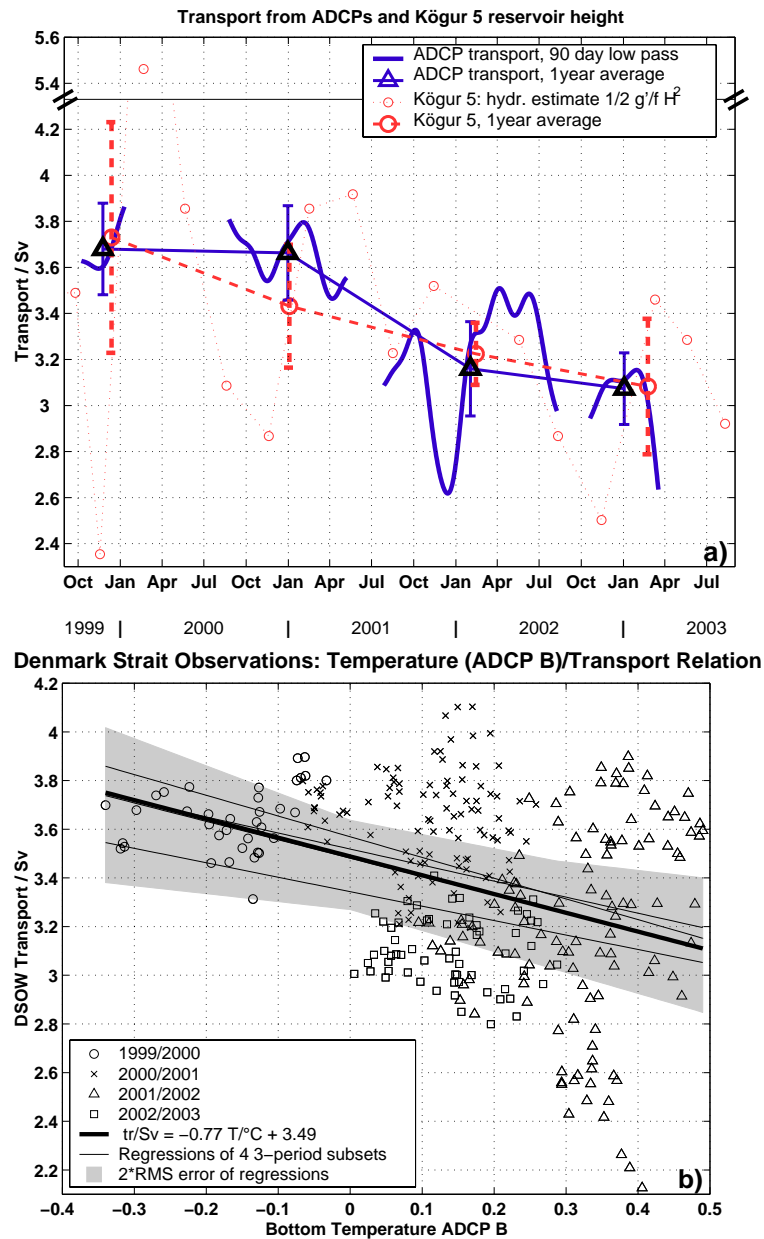 Transport from ADCPs and Kögur 5 reservoir height
5.6
5.4
4.2
4
3.8
3.6
3.4
3.2
3
2.8
2.6
2.4
Transport / Sv
ADCP transport, 90 day low pass
ADCP transport, 1year average
Kögur 5: hydr. estimate 1/2 g'/f H²
Kögur 5, 1year average
a)
Oct Jan Apr Jul Oct Jan Apr Jul Oct Jan Apr Jul Oct Jan Apr Jul
1999 | 2000 | 2001 | 2002 | 2003
Denmark Strait Observations: Temperature (ADCP B)/Transport Relation
4.2
4
3.8
3.6
3.4
3.2
3
2.8
2.6
2.4
2.2
DSOW Transport / Sv
1999/2000
2000/2001
2001/2002
2002/2003
tr/Sv = −0.77 T/°C + 3.49
Regressions of 4 3−period subsets
2*RMS error of regressions
b)
−0.4 −0.3 −0.2 −0.1 0 0.1 0.2 0.3 0.4 0.5
Bottom Temperature ADCP B